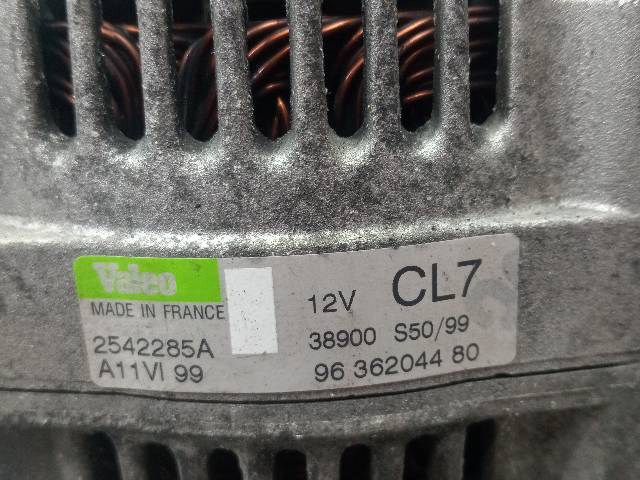 Valeo
MADE IN FRANCE
2542285A
A11VI 99
12V CL7
38900 S50/99
96 362044 80